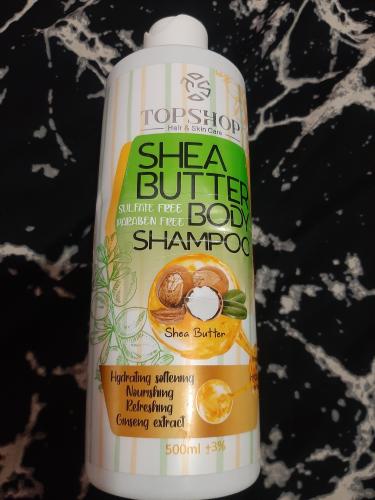 TOPSHOP
Hair & Skin Care
SHEA
BUTTER
SULFATE FREE
PARABEN FREE
BODY
SHAMPOO
Shea Butter
Hydrating softening
Nourishing
Refreshing
Ginseng extract
500ml ±3%